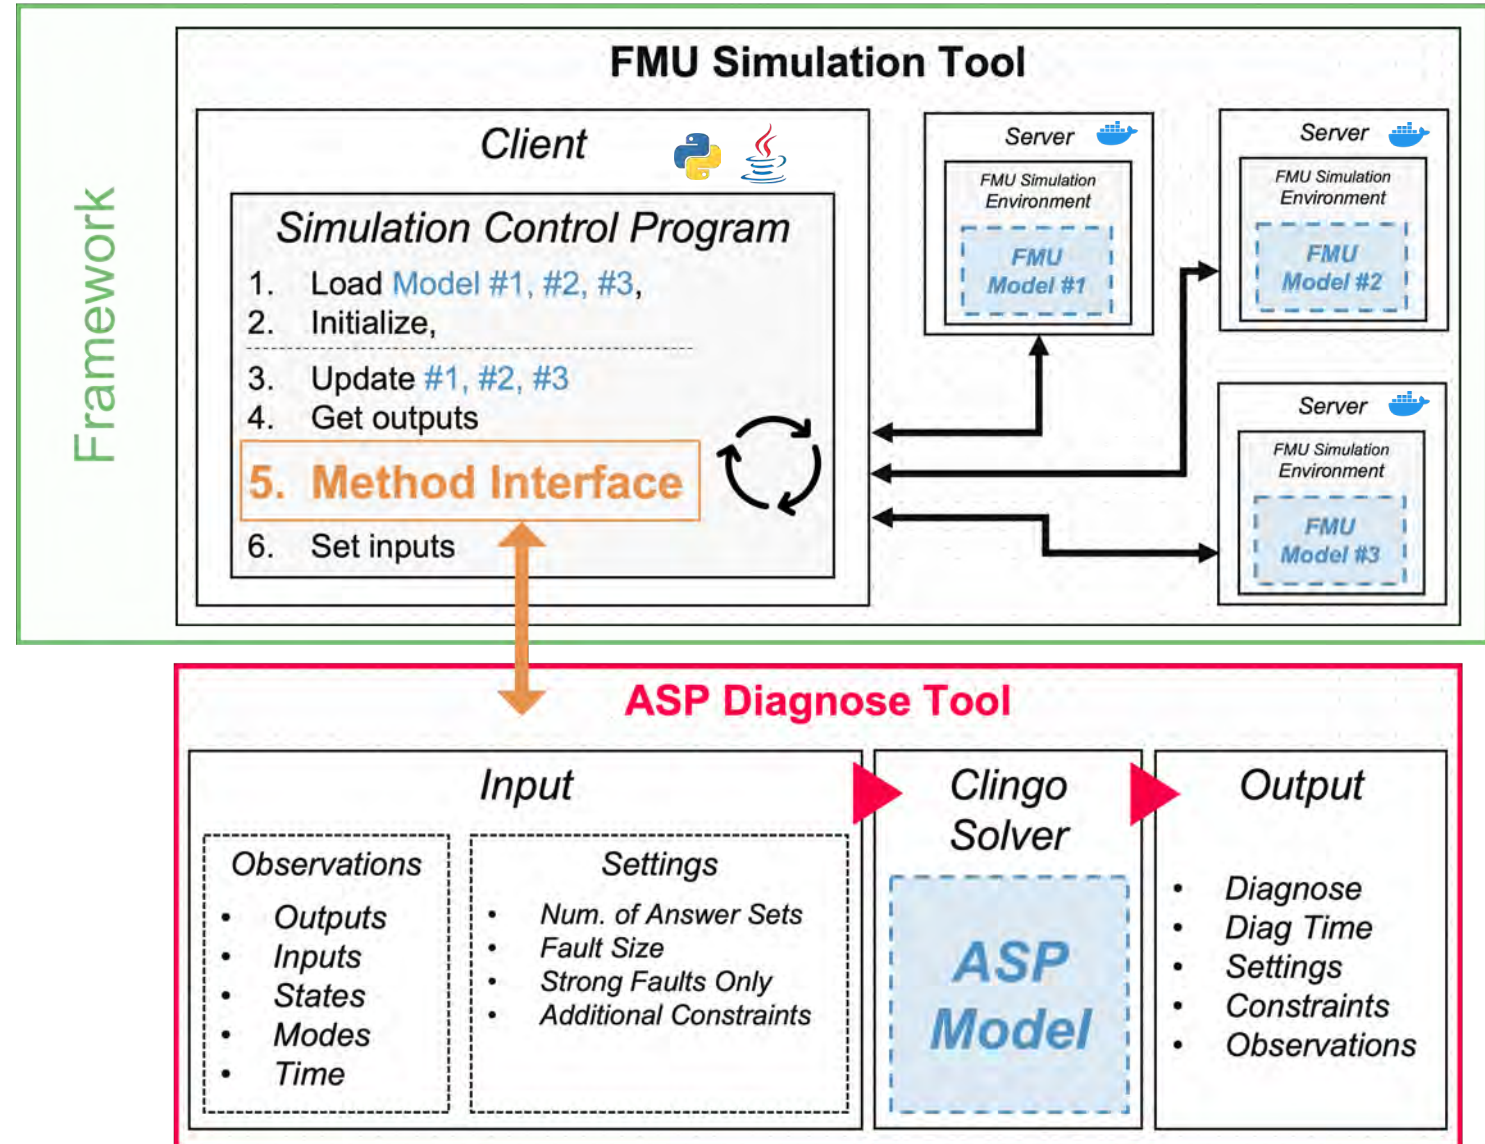 Framework
FMU Simulation Tool
Client
Simulation Control Program
1. Load Model #1, #2, #3,
2. Initialize,
3. Update #1, #2, #3
4. Get outputs
5. Method Interface
6. Set inputs
Server
FMU Simulation
Environment
FMU
Model #1
Server
FMU Simulation
Environment
FMU
Model #2
Server
FMU Simulation
Environment
FMU
Model #3
ASP Diagnose Tool
Input
Observations
• Outputs
• Inputs
• States
• Modes
• Time
Settings
• Num. of Answer Sets
• Fault Size
• Strong Faults Only
• Additional Constraints
Clingo
Solver
ASP
Model
Output
• Diagnose
• Diag Time
• Settings
• Constraints
• Observations